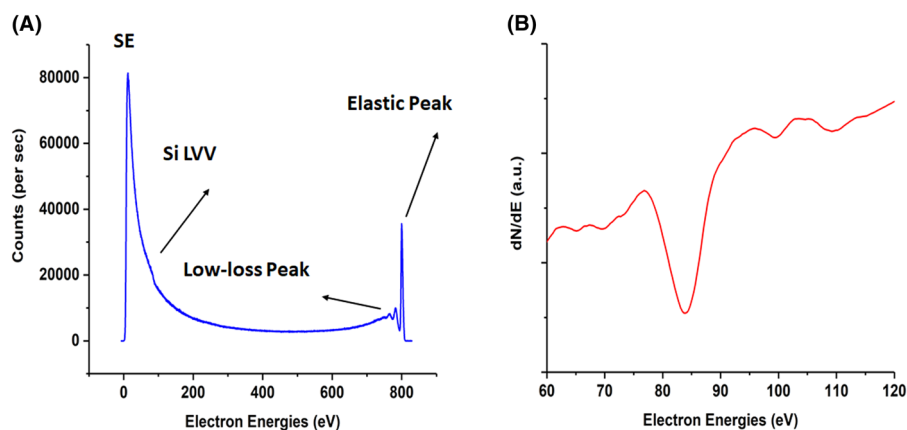 (A)
SE
Elastic Peak
Si LVV
Low-loss Peak
Counts (per sec)
80000
60000
40000
20000
0
0 200 400 600 800
Electron Energies (eV)
(B)
dN/dE (a.u.)
60 70 80 90 100 110 120
Electron Energies (eV)